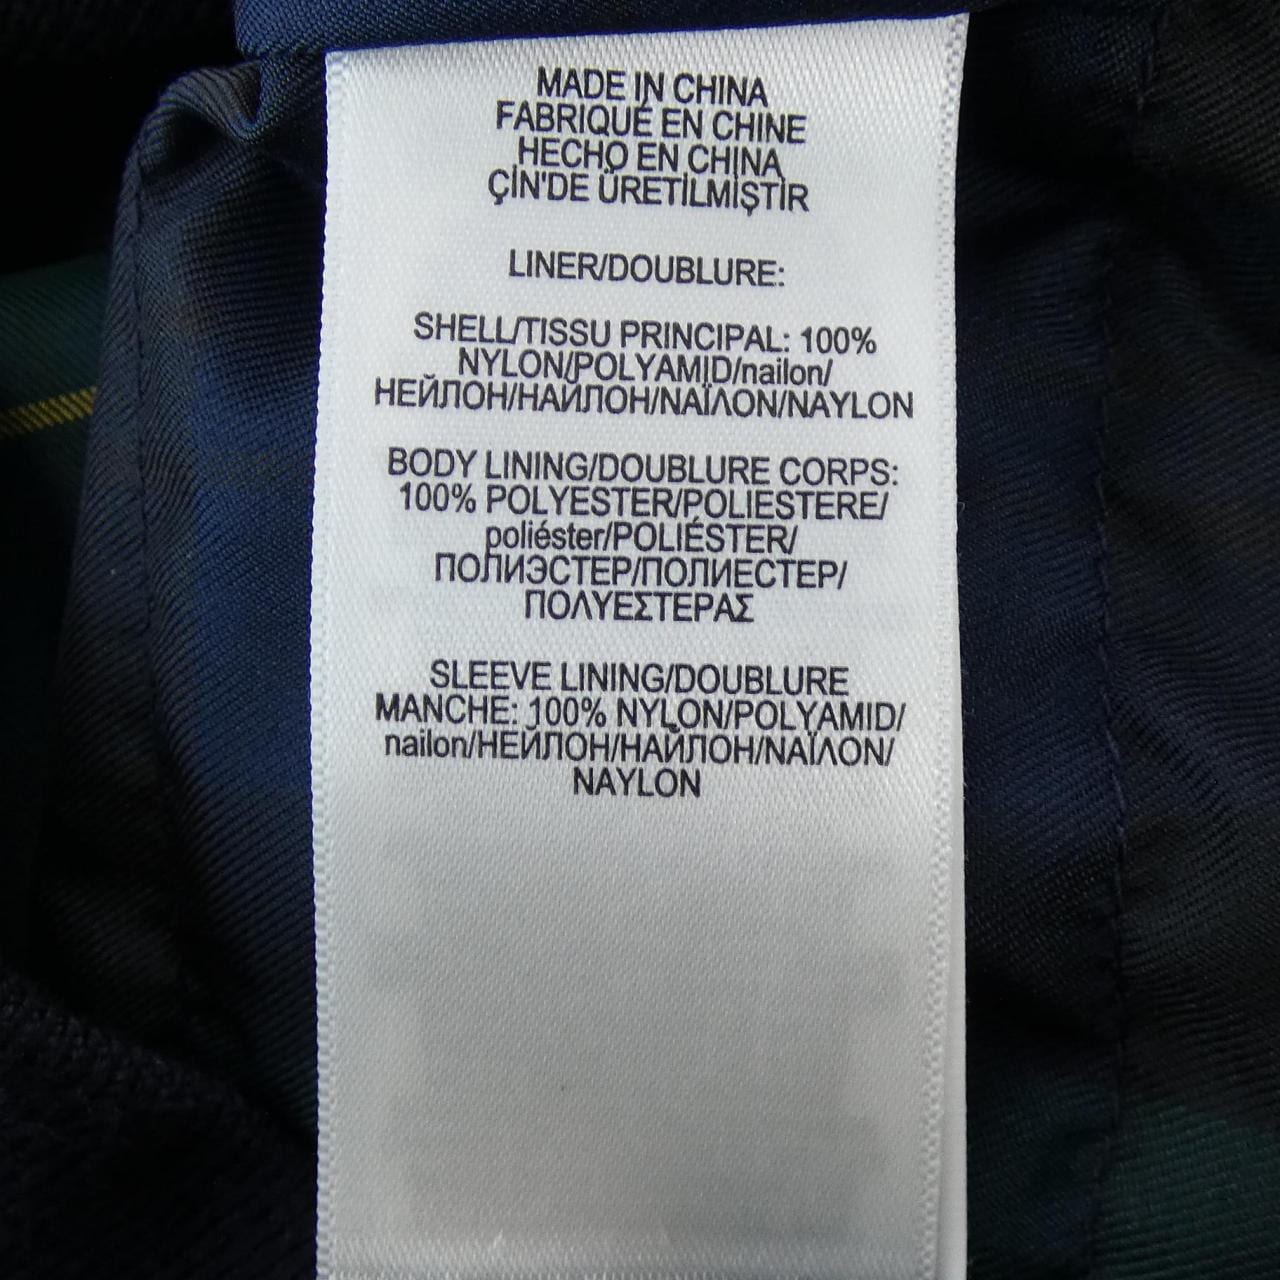 MADE IN CHINA
FABRIQUÉ EN CHINE
HECHO EN CHINA
ÇİN'DE ÜRETİLMİŞTİR
LINER/DOUBLURE:
SHELL/TISSU PRINCIPAL: 100%
NYLON/POLYAMID/nailon/
НЕЙЛОН/НАЙЛОН/ΝΑΪΛΟΝ/NAYLON
BODY LINING/DOUBLURE CORPS:
100% POLYESTER/POLIESTERE/
poliéster/POLIÉSTER/
ПОЛИЭСТЕР/ПОЛИЕСТЕР/
ΠΟΛΥΕΣΤΕΡΑΣ
SLEEVE LINING/DOUBLURE
MANCHE: 100% NYLON/POLYAMID/
nailon/НЕЙЛОН/НАЙЛОН/ΝΑΪΛΟΝ/
NAYLON